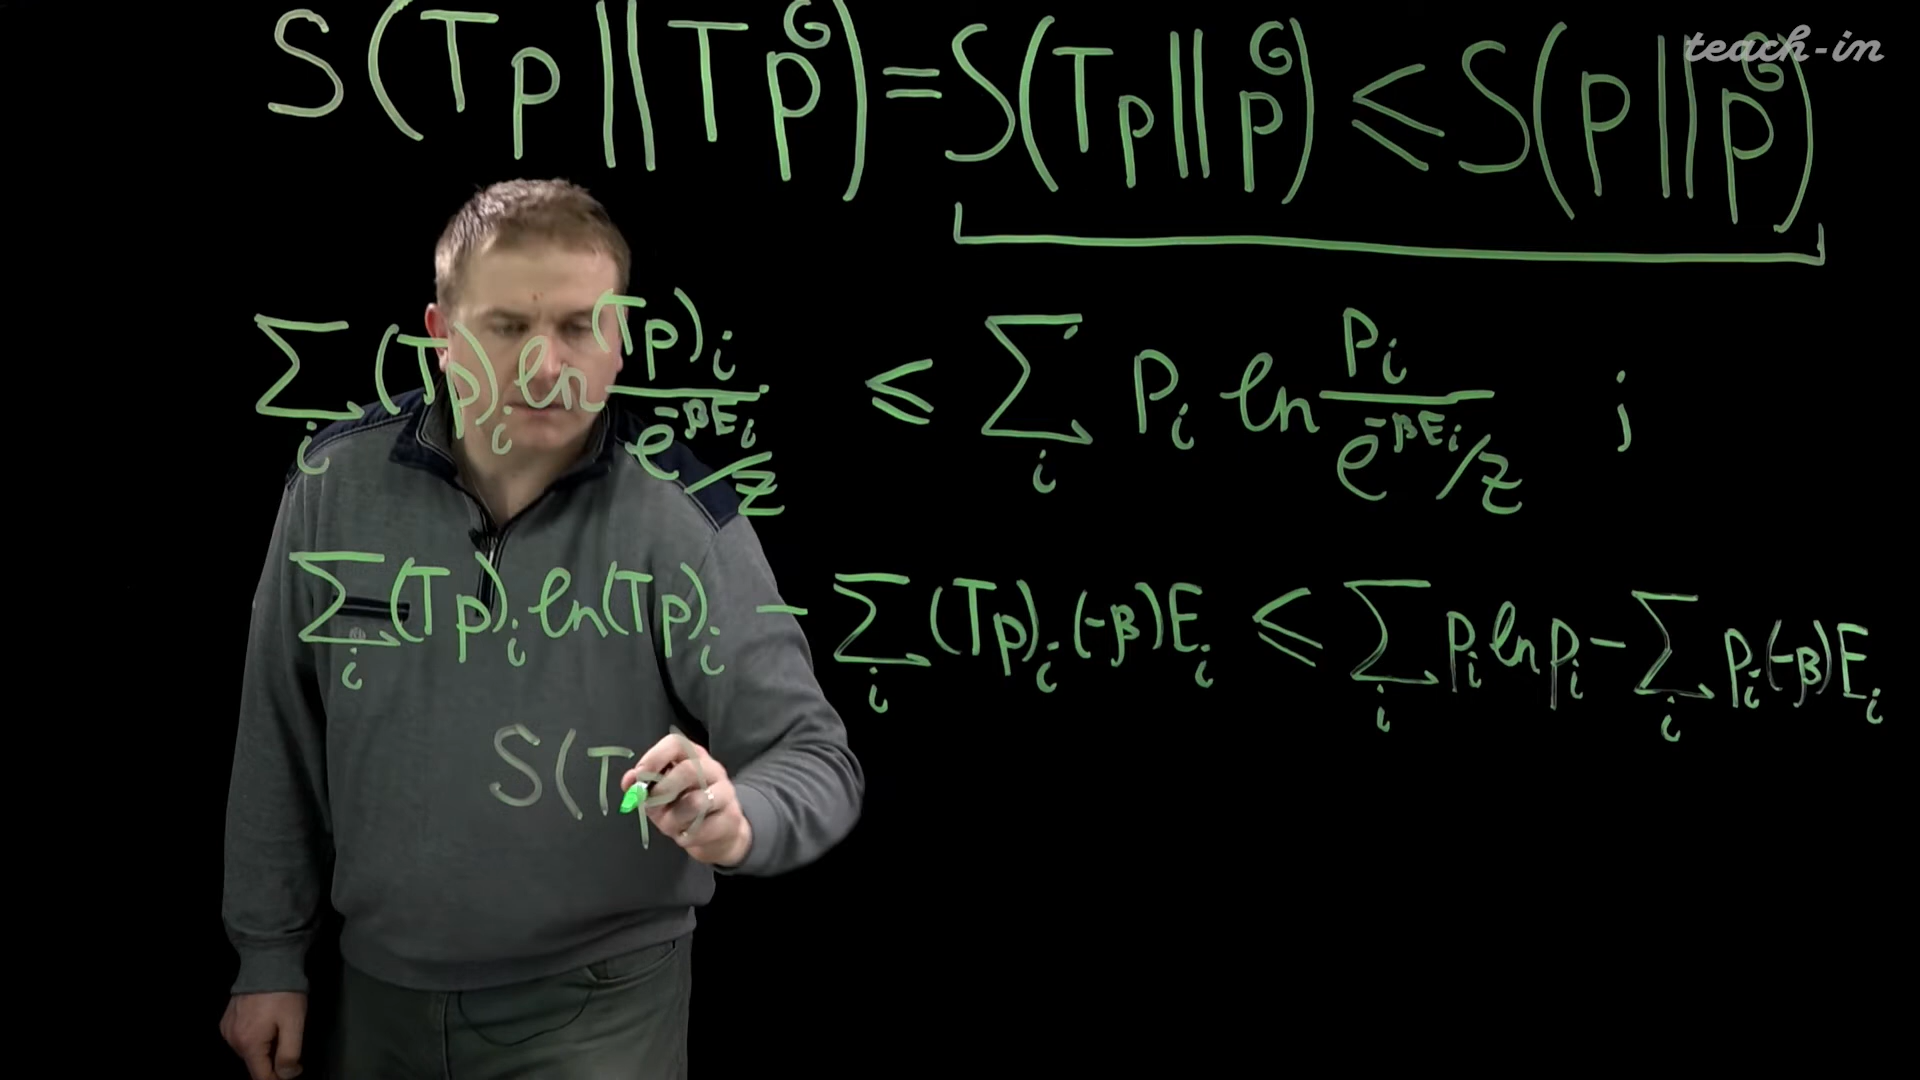 teach-in
S(Tp||Tp^G) = S(Tp||p^G) ≤ S(p||p^G)
∑_i (Tp)_i ln (Tp)_i / (e^{-βE_i}/Z) ≤ ∑_i p_i ln p_i / (e^{-βE_i}/Z) ;
∑_i (Tp)_i ln(Tp)_i - ∑_i (Tp)_i (-β)E_i ≤ ∑_i p_i ln p_i - ∑_i p_i (-β)E_i
S(Tp)